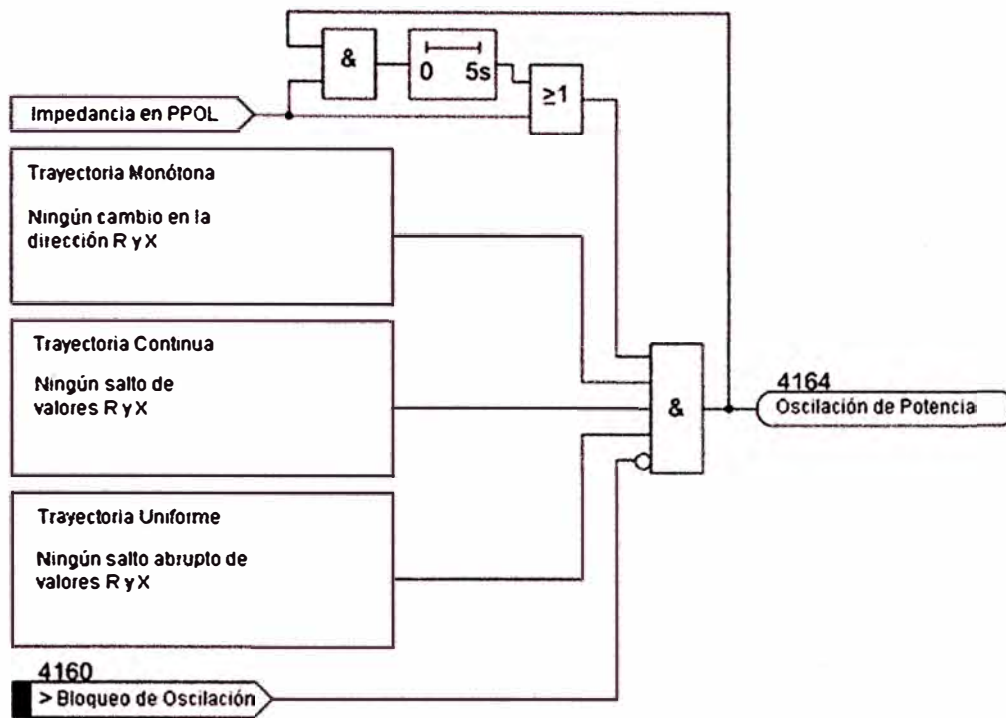 &
0 5s
≥1
Impedancia en PPOL
Trayectoria Monótona
Ningún cambio en la
dirección R y X
Trayectoria Continua
Ningún salto de
valores R y X
&
4164
Oscilación de Potencia
Trayectoria Uniforme
Ningún salto abrupto de
valores R y X
4160
> Bloqueo de Oscilación